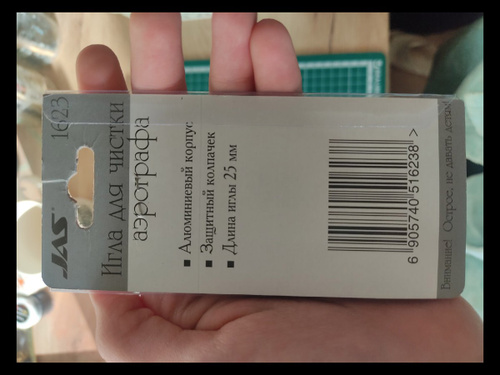 JAS
1623
Игла для чистки
аэрографа
■ Алюминиевый корпус
■ Защитный колпачек
■ Длина иглы 25 мм
6 905740 516238 >
Внимание! Острое, не давать детям!